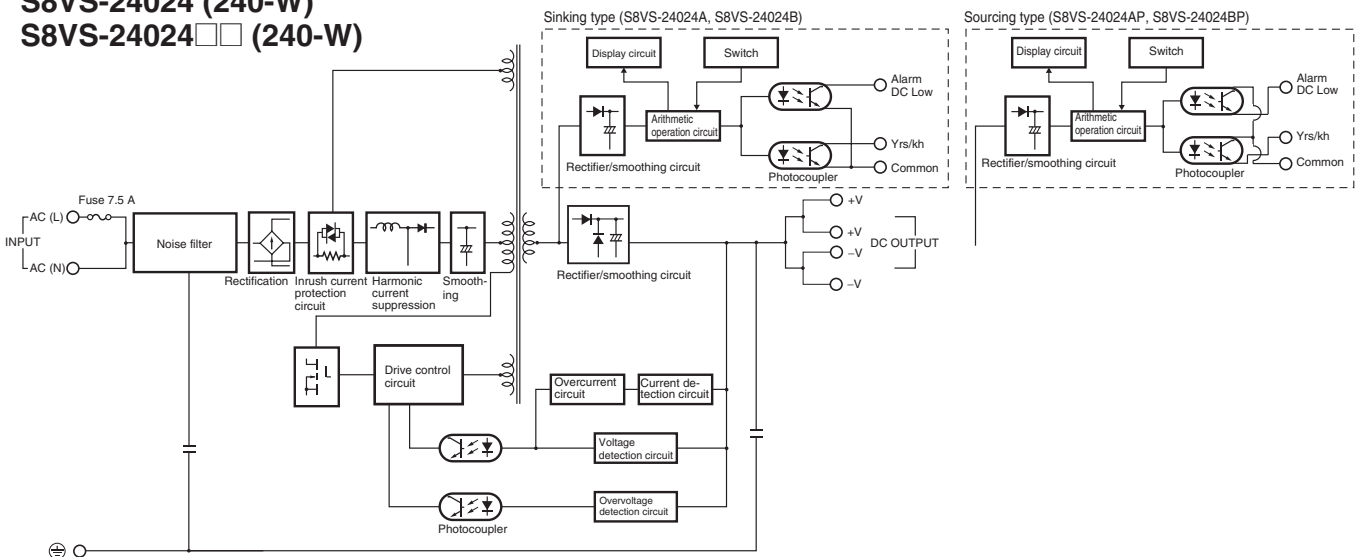 S8VS-24024 (240-W)
S8VS-24024□□ (240-W)
Sinking type (S8VS-24024A, S8VS-24024B)
Display circuit
Switch
Arithmetic
operation circuit
Rectifier/smoothing circuit
Photocoupler
Alarm
DC Low
Yrs/kh
Common
Sourcing type (S8VS-24024AP, S8VS-24024BP)
Display circuit
Switch
Arithmetic
operation circuit
Rectifier/smoothing circuit
Photocoupler
Alarm
DC Low
Yrs/kh
Common
Fuse 7.5 A
AC (L)
INPUT
AC (N)
Noise filter
Rectification
Inrush current
protection
circuit
Harmonic
current
suppression
Smooth-
ing
Rectifier/smoothing circuit
+V
+V
DC OUTPUT
−V
−V
Drive control
circuit
Overcurrent
circuit
Current de-
tection circuit
Voltage
detection circuit
Overvoltage
detection circuit
Photocoupler